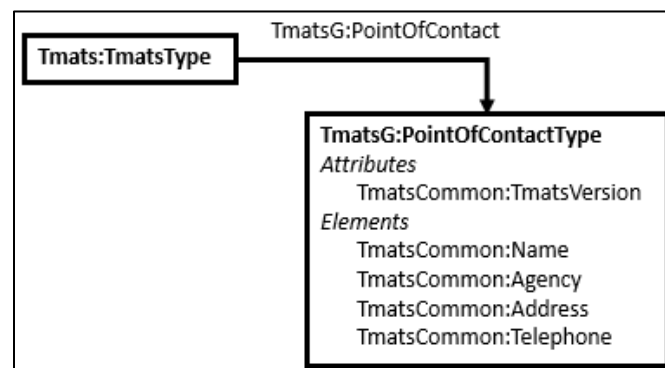 TmatsG:PointOfContact
Tmats:TmatsType
TmatsG:PointOfContactType
Attributes
TmatsCommon:TmatsVersion
Elements
TmatsCommon:Name
TmatsCommon:Agency
TmatsCommon:Address
TmatsCommon:Telephone